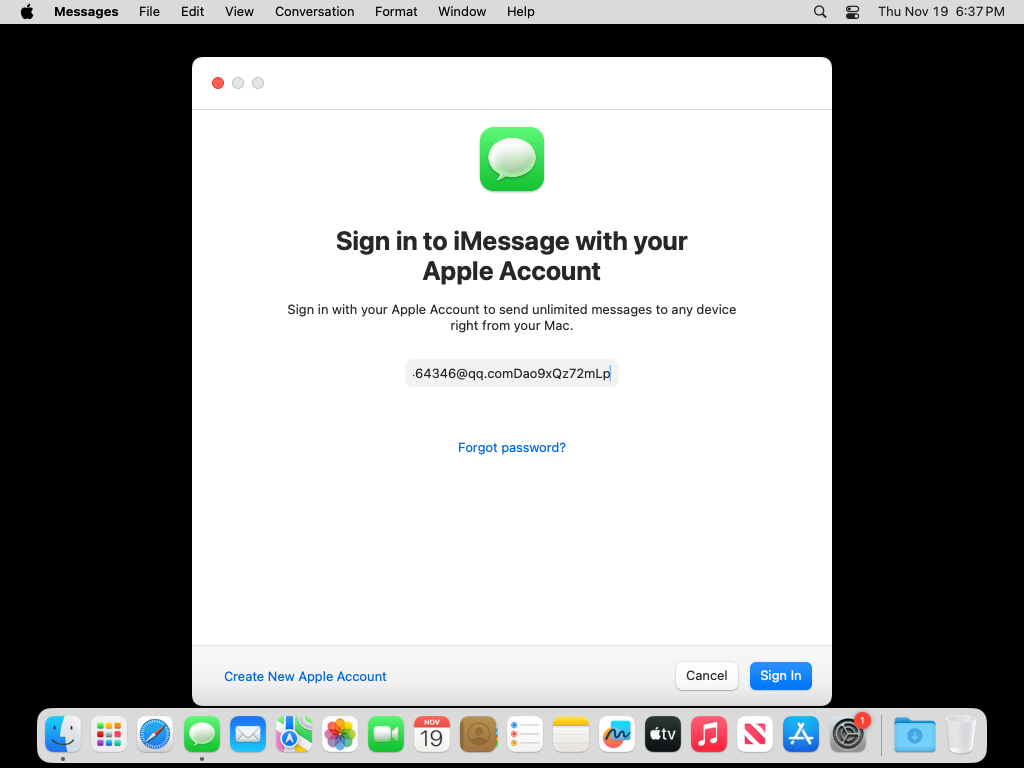 Messages File Edit View Conversation Format Window Help Thu Nov 19 6:37 PM
Sign in to iMessage with your
Apple Account
Sign in with your Apple Account to send unlimited messages to any device
right from your Mac.
64346@qq.comDao9xQz72mLp
Forgot password?
Create New Apple Account Cancel Sign In
NOV
19
tv
1